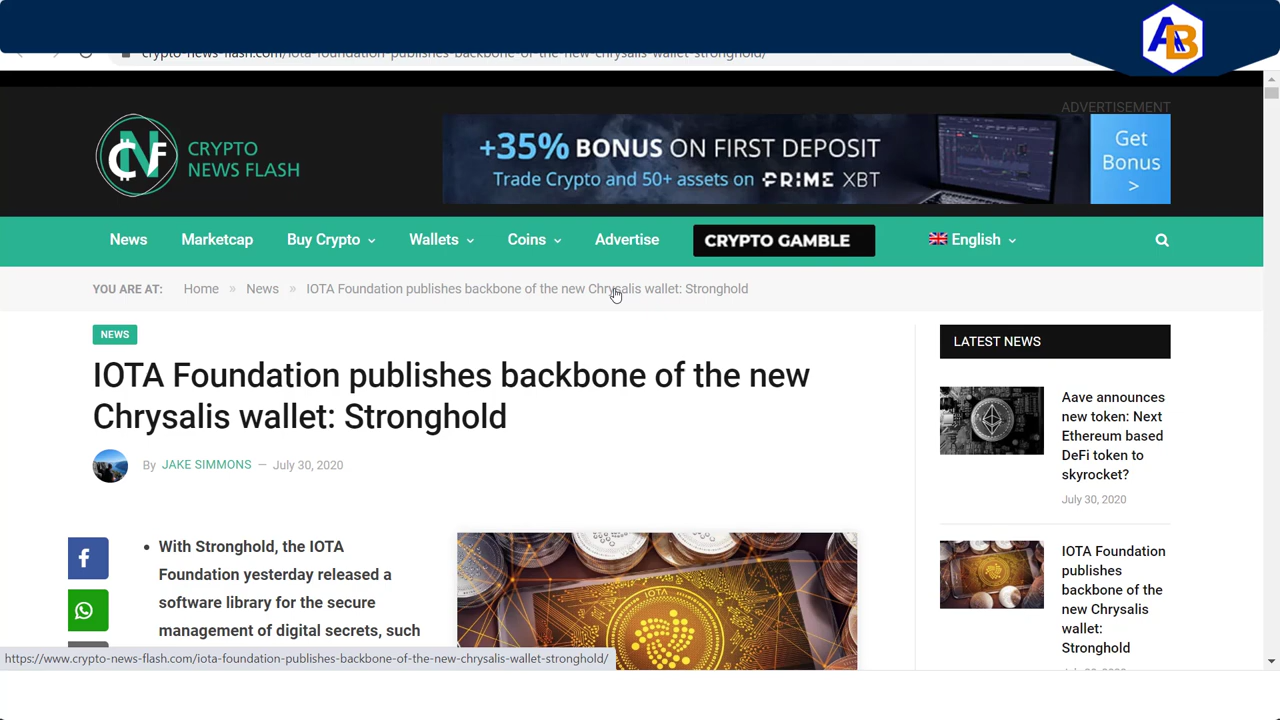 AB
crypto-news-flash.com/iota-foundation-publishes-backbone-of-the-new-chrysalis-wallet-stronghold/
ADVERTISEMENT
CNF
CRYPTO
NEWS FLASH
+35% BONUS ON FIRST DEPOSIT
Trade Crypto and 50+ assets on PRIME XBT
Get
Bonus
>
News Marketcap Buy Crypto Wallets Coins Advertise CRYPTO GAMBLE English
YOU ARE AT: Home » News » IOTA Foundation publishes backbone of the new Chrysalis wallet: Stronghold
NEWS
IOTA Foundation publishes backbone of the new
Chrysalis wallet: Stronghold
By JAKE SIMMONS — July 30, 2020
f
• With Stronghold, the IOTA
Foundation yesterday released a
software library for the secure
management of digital secrets, such
IOTA
LATEST NEWS
Aave announces
new token: Next
Ethereum based
DeFi token to
skyrocket?
July 30, 2020
IOTA Foundation
publishes
backbone of the
new Chrysalis
wallet:
Stronghold
https://www.crypto-news-flash.com/iota-foundation-publishes-backbone-of-the-new-chrysalis-wallet-stronghold/